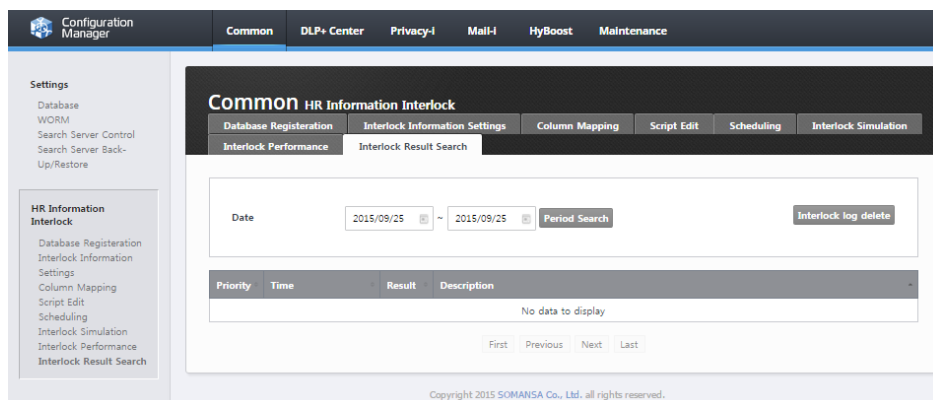 Configuration
Manager
Common DLP+ Center Privacy-i Mail-i HyBoost Maintenance
Settings
Database
WORM
Search Server Control
Search Server Back-
Up/Restore
HR Information
Interlock
Database Registeration
Interlock Information
Settings
Column Mapping
Script Edit
Scheduling
Interlock Simulation
Interlock Performance
Interlock Result Search
Common HR Information Interlock
Database Registeration Interlock Information Settings Column Mapping Script Edit Scheduling Interlock Simulation
Interlock Performance Interlock Result Search
Date 2015/09/25 ~ 2015/09/25 Period Search Interlock log delete
Priority Time Result Description
No data to display
First Previous Next Last
Copyright 2015 SOMANSA Co., Ltd. all rights reserved.